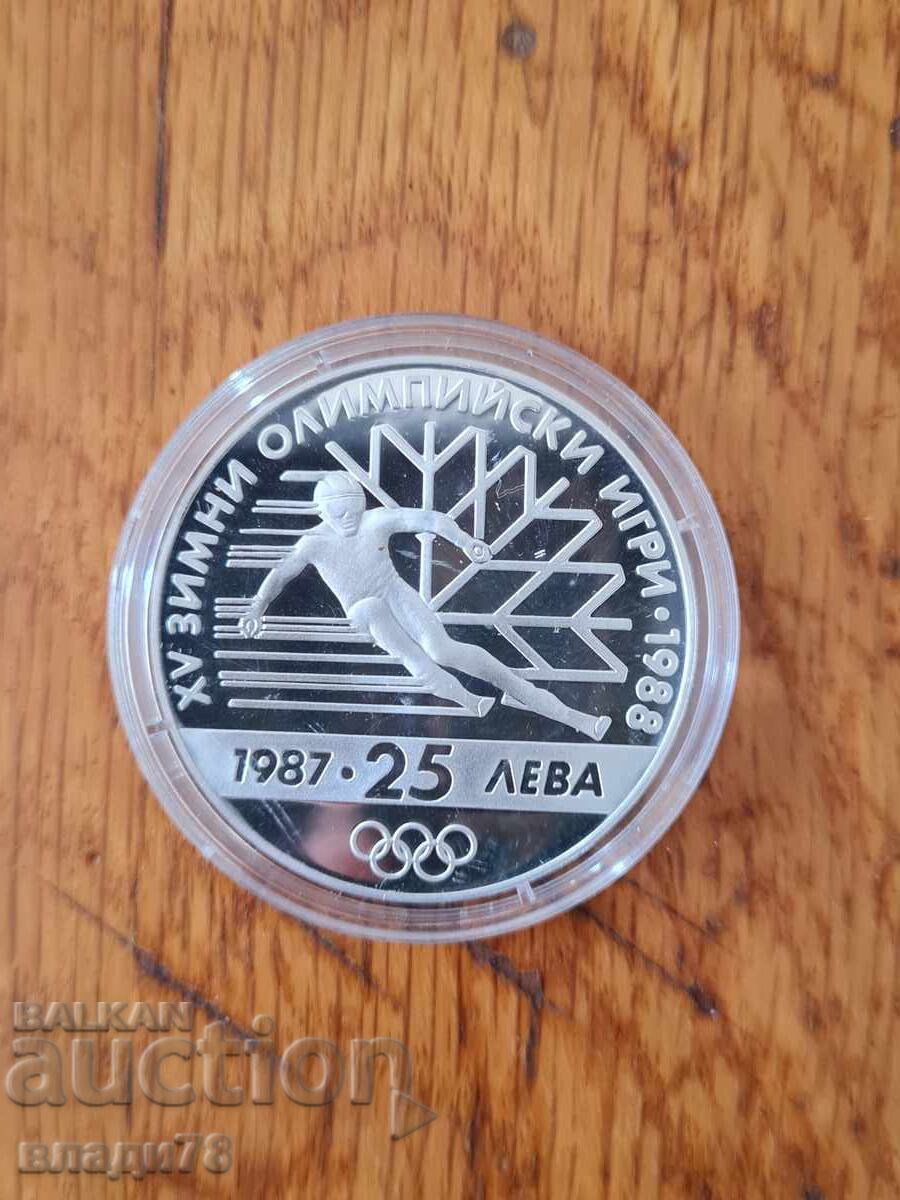 XV ЗИМНИ ОЛИМПИЙСКИ ИГРИ · 1988
1987 · 25 ЛЕВА
BALKAN
auction
влади78